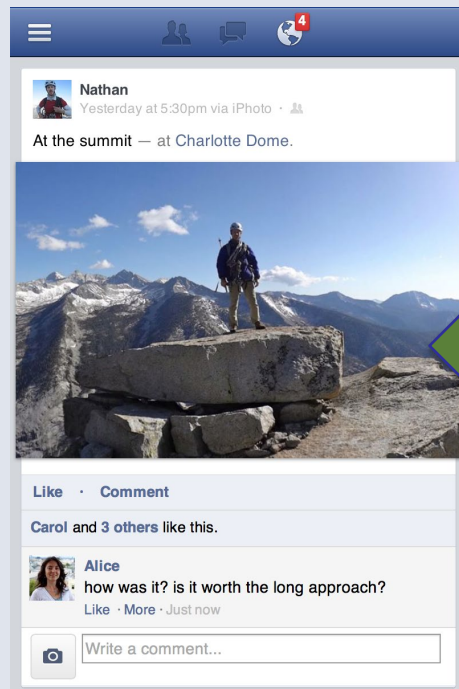 4
Nathan
Yesterday at 5:30pm via iPhoto ·
At the summit — at Charlotte Dome.
Like · Comment
Carol and 3 others like this.
Alice
how was it? is it worth the long approach?
Like · More · Just now
Write a comment...